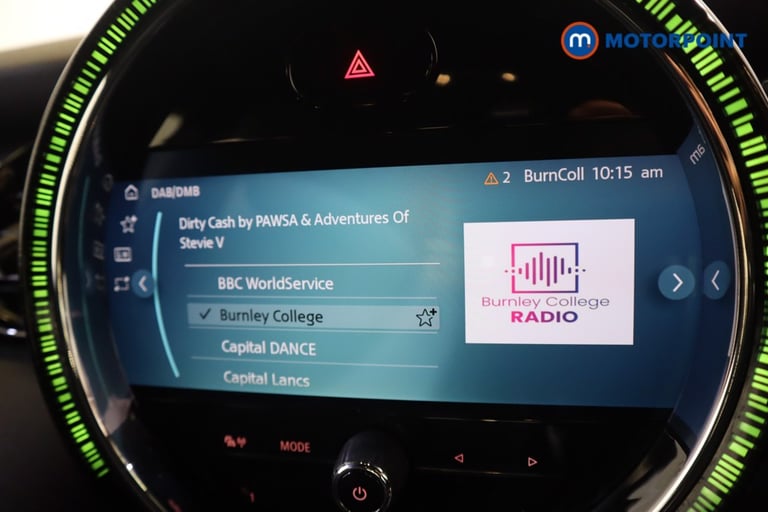 m MOTORPOINT
2 BurnColl 10:15 am
DAB/DMB
Dirty Cash by PAWSA & Adventures Of
Stevie V
BBC WorldService
Burnley College
Capital DANCE
Capital Lancs
Burnley College
RADIO
MODE